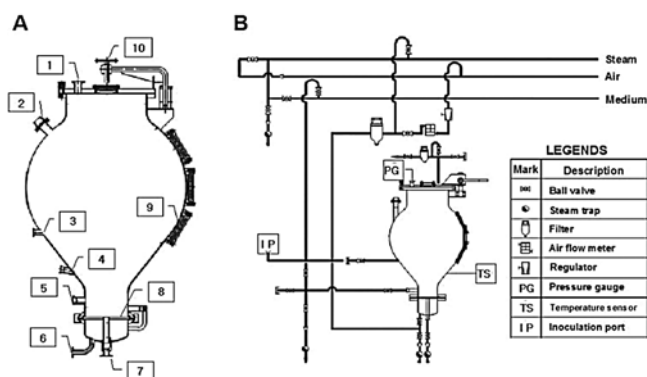 A
10
1
2
3
9
4
5
8
6
7
B
Steam
Air
Medium
PG
IP
TS
LEGENDS
Mark Description
Ball valve
Steam trap
Filter
Air flow meter
Regulator
PG Pressure gauge
TS Temperature sensor
IP Inoculation port